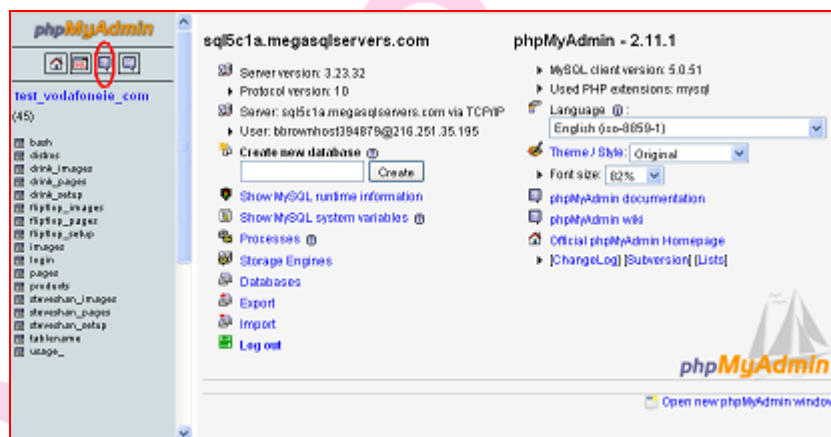 phpMyAdmin
test_vodafoneie_com
(45)
bash
distres
drink_images
drink_pages
drink_setup
flipflop_images
flipflop_pages
flipflop_setup
images
login
pages
products
steveshan_images
steveshan_pages
steveshan_setup
tablename
usage_
sql5c1a.megasqlservers.com
Server version: 3.23.32
Protocol version: 10
Server: sql5c1a.megasqlservers.com via TCP/IP
User: bbrownhost394879@216.251.35.195
Create new database
Create
Show MySQL runtime information
Show MySQL system variables
Processes
Storage Engines
Databases
Export
Import
Log out
phpMyAdmin - 2.11.1
MySQL client version: 5.0.51
Used PHP extensions: mysql
Language :
English (iso-8859-1)
Theme / Style: Original
Font size: 82%
phpMyAdmin documentation
phpMyAdmin wiki
Official phpMyAdmin Homepage
[ChangeLog] [Subversion] [Lists]
phpMyAdmin
Open new phpMyAdmin window